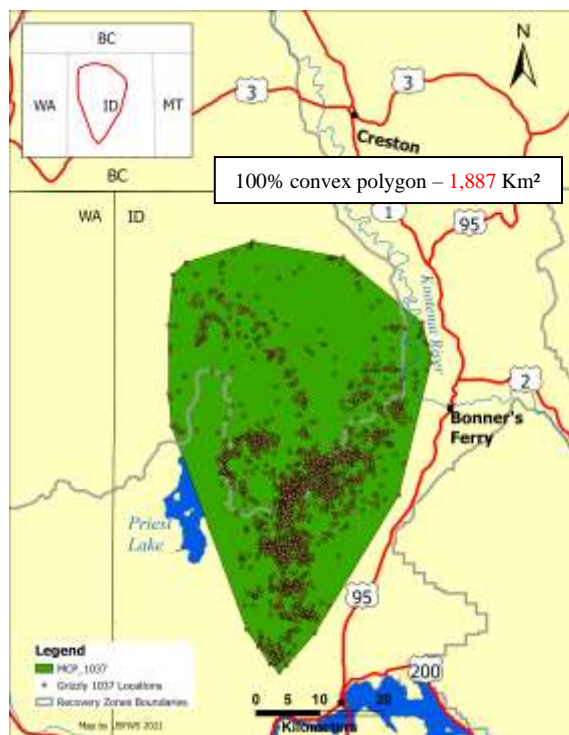 BC
N
WA
ID
MT
3
3
Creston
BC
100% convex polygon – 1,887 Km²
WA
ID
1
95
Kootenai River
2
Bonner's
Ferry
Priest
Lake
95
Legend
MCP_1037
Grizzly 1037 Locations
Recovery Zones Boundaries
200
0 5 10 20
Kilometers
Map by USFWS 2021